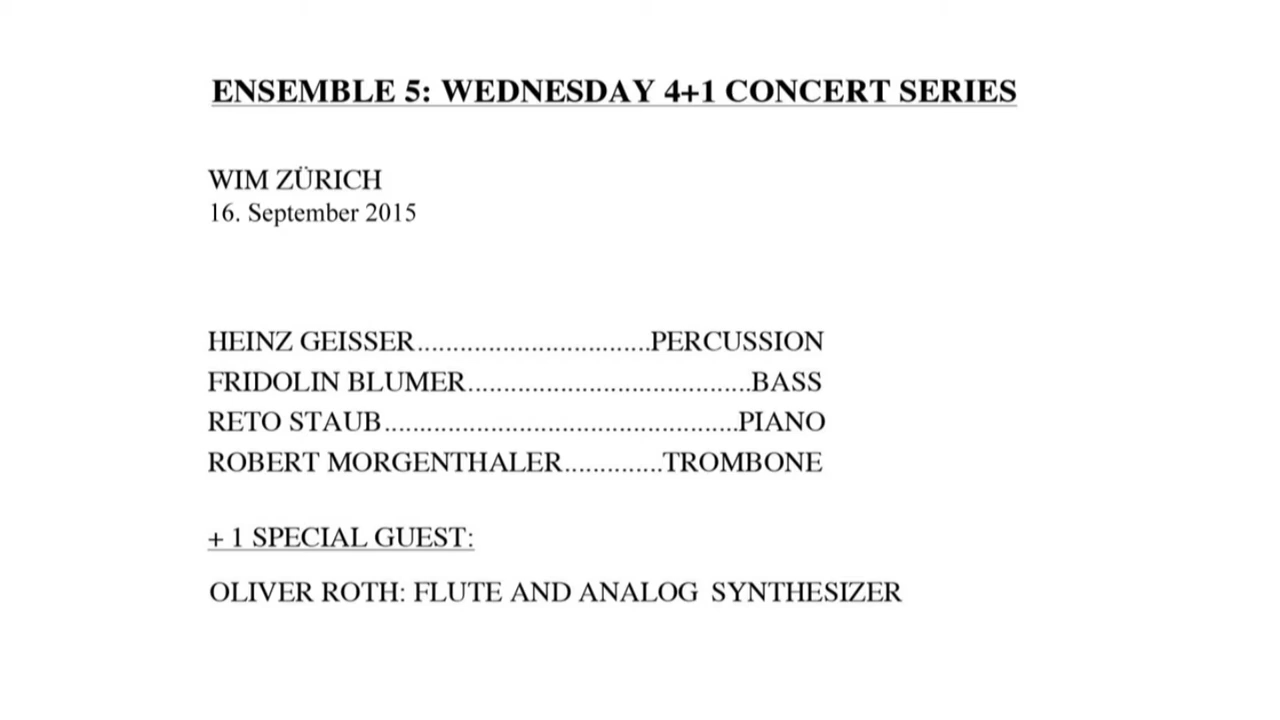 ENSEMBLE 5: WEDNESDAY 4+1 CONCERT SERIES
WIM ZÜRICH
16. September 2015
HEINZ GEISSER.................................PERCUSSION
FRIDOLIN BLUMER........................................BASS
RETO STAUB..................................................PIANO
ROBERT MORGENTHALER..............TROMBONE
+ 1 SPECIAL GUEST:
OLIVER ROTH: FLUTE AND ANALOG SYNTHESIZER